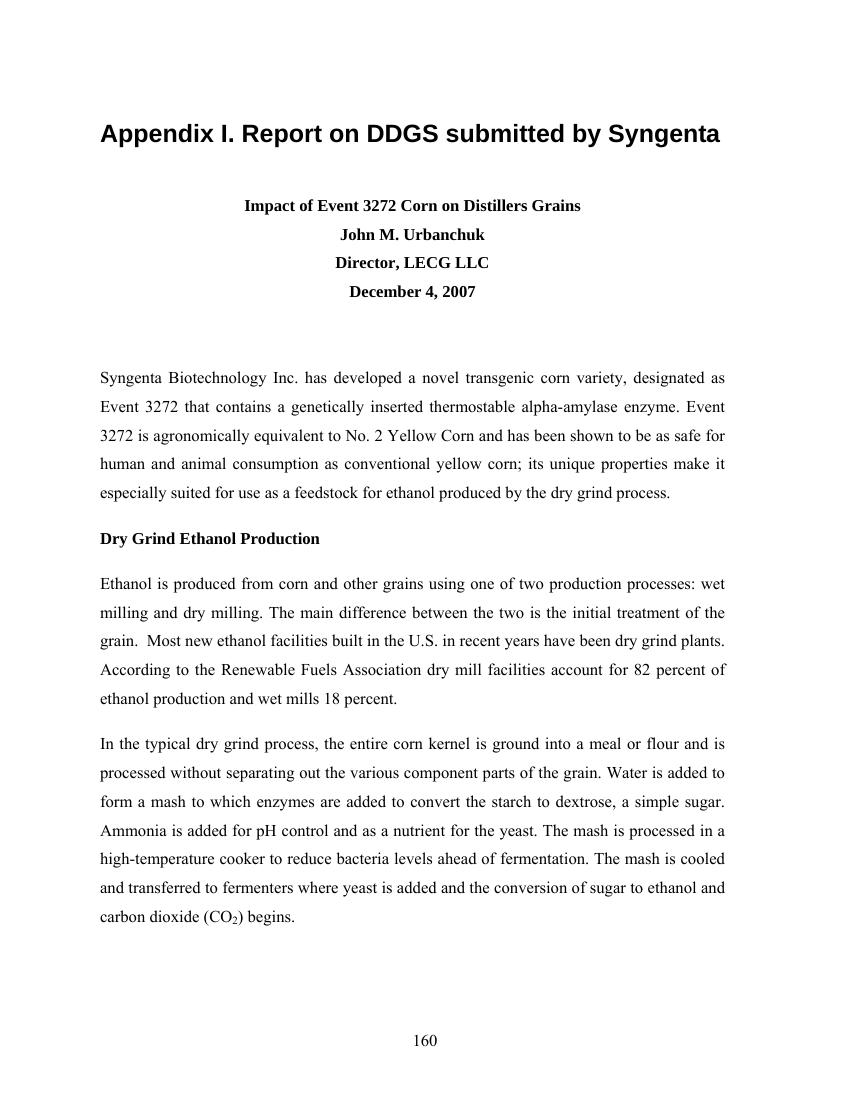 Appendix I. Report on DDGS submitted by Syngenta
Impact of Event 3272 Corn on Distillers Grains
John M. Urbanchuk
Director, LECG LLC
December 4, 2007
Syngenta Biotechnology Inc. has developed a novel transgenic corn variety, designated as
Event 3272 that contains a genetically inserted thermostable alpha-amylase enzyme. Event
3272 is agronomically equivalent to No. 2 Yellow Corn and has been shown to be as safe for
human and animal consumption as conventional yellow corn; its unique properties make it
especially suited for use as a feedstock for ethanol produced by the dry grind process.
Dry Grind Ethanol Production
Ethanol is produced from corn and other grains using one of two production processes: wet
milling and dry milling. The main difference between the two is the initial treatment of the
grain.  Most new ethanol facilities built in the U.S. in recent years have been dry grind plants.
According to the Renewable Fuels Association dry mill facilities account for 82 percent of
ethanol production and wet mills 18 percent.
In the typical dry grind process, the entire corn kernel is ground into a meal or flour and is
processed without separating out the various component parts of the grain. Water is added to
form a mash to which enzymes are added to convert the starch to dextrose, a simple sugar.
Ammonia is added for pH control and as a nutrient for the yeast. The mash is processed in a
high-temperature cooker to reduce bacteria levels ahead of fermentation. The mash is cooled
and transferred to fermenters where yeast is added and the conversion of sugar to ethanol and
carbon dioxide (CO₂) begins.
160